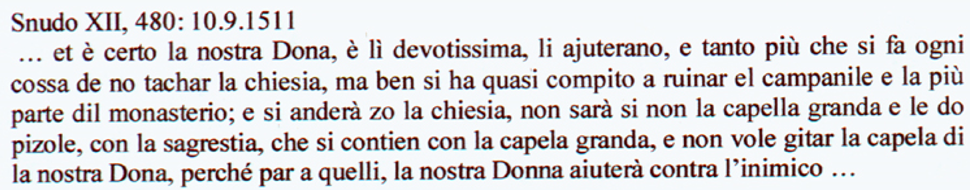 Snudo XII, 480: 10.9.1511
… et è certo la nostra Dona, è lì devotissima, li ajuterano, e tanto più che si fa ogni
cossa de no tachar la chiesia, ma ben si ha quasi compito a ruinar el campanile e la più
parte dil monasterio; e si anderà zo la chiesia, non sarà si non la capella granda e le do
pizole, con la sagrestia, che si contien con la capela granda, e non vole gitar la capela di
la nostra Dona, perché par a quelli, la nostra Donna aiuterà contra l'inimico …